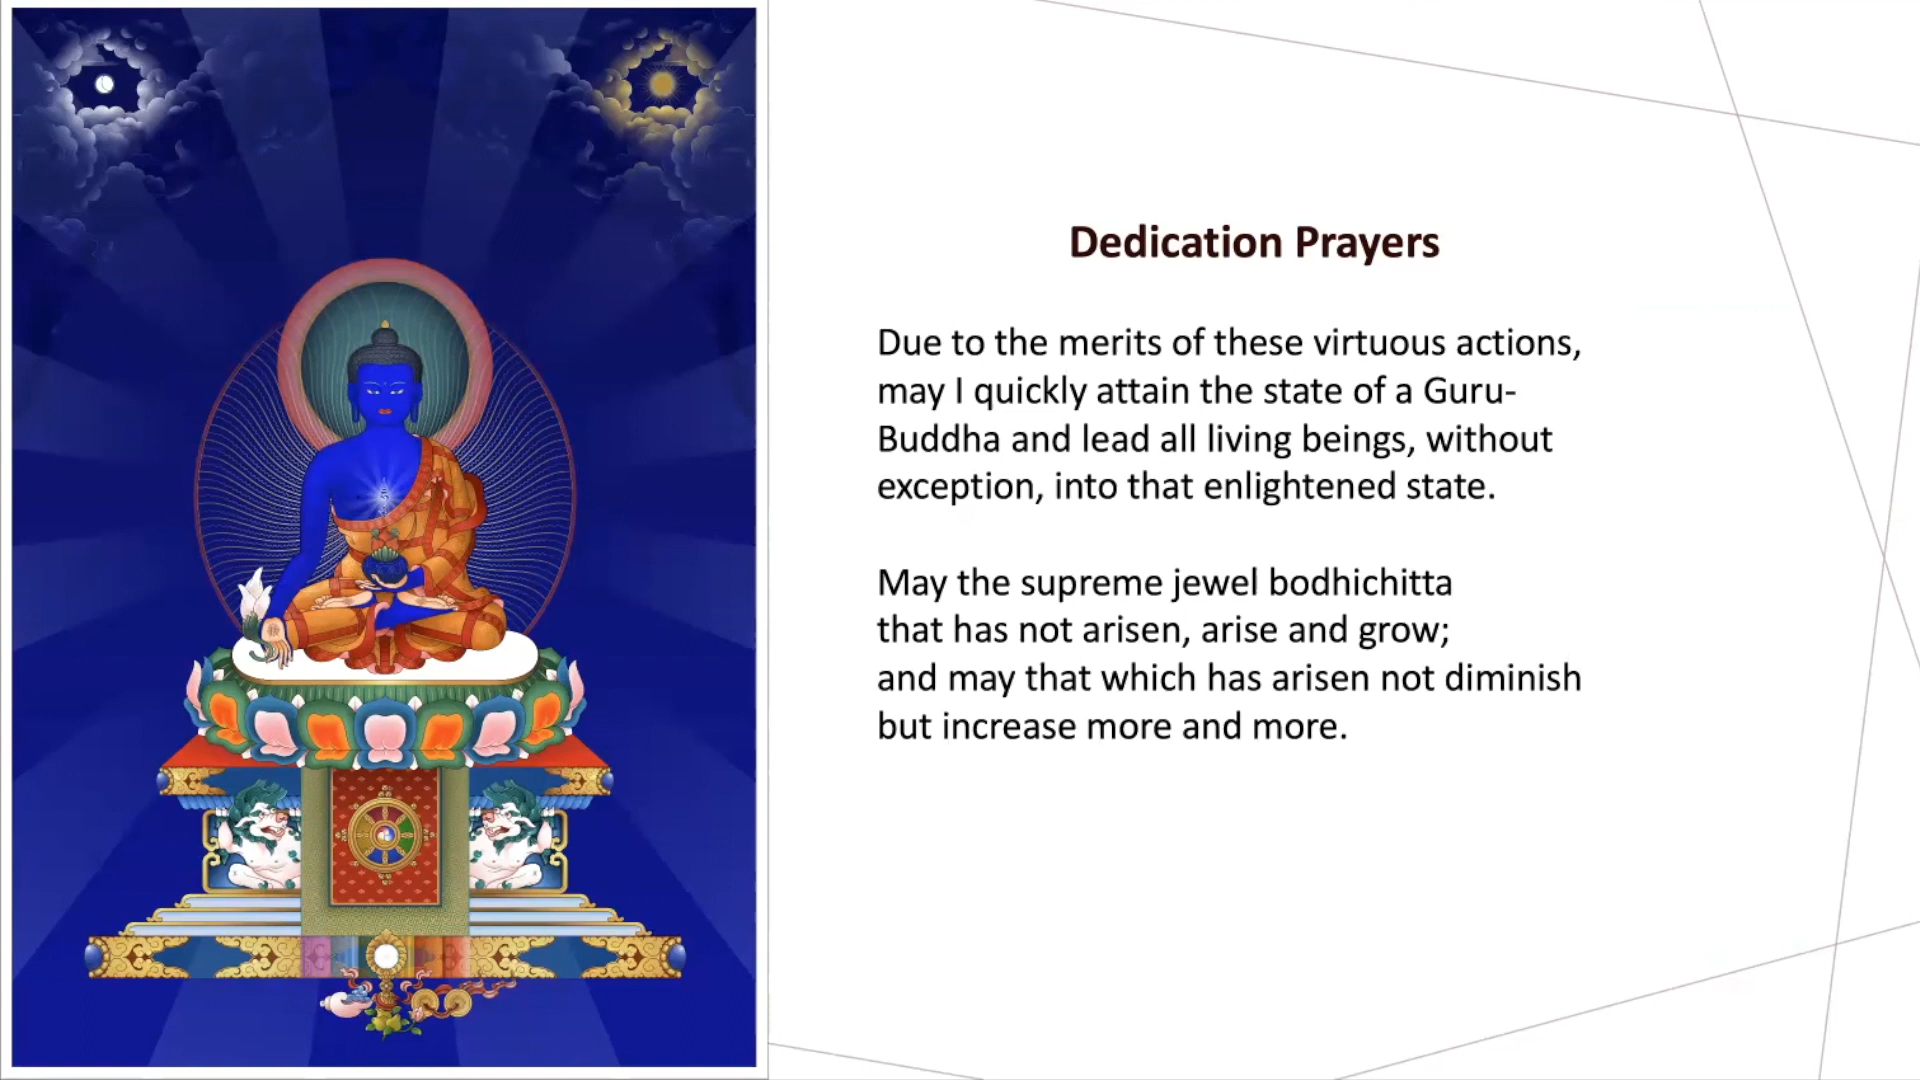 Dedication Prayers
Due to the merits of these virtuous actions,
may I quickly attain the state of a Guru-
Buddha and lead all living beings, without
exception, into that enlightened state.
May the supreme jewel bodhichitta
that has not arisen, arise and grow;
and may that which has arisen not diminish
but increase more and more.